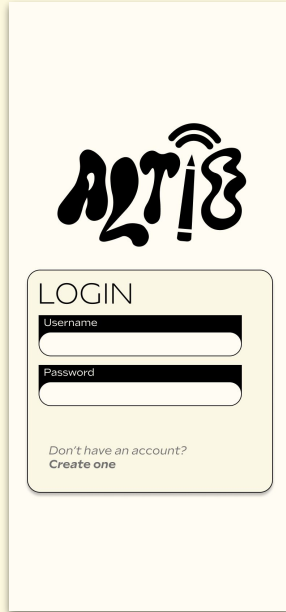 ALTIE
LOGIN
Username
Password
Don't have an account?
Create one